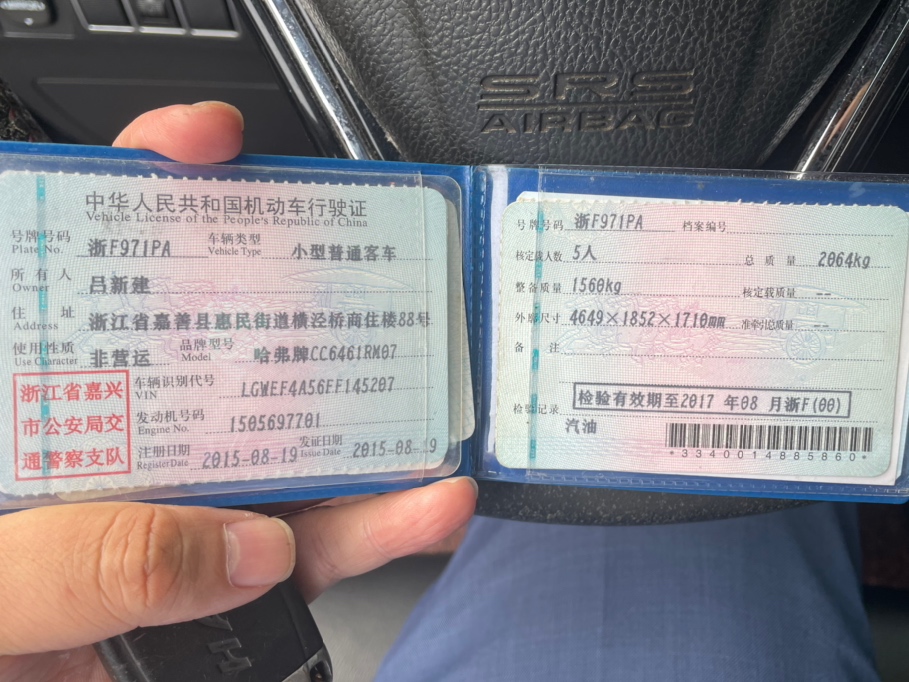 SRS
AIRBAG
中华人民共和国机动车行驶证
Vehicle License of the People's Republic of China
号牌号码 浙F971PA 车辆类型 小型普通客车
Plate No. Vehicle Type
所有人 吕新建
Owner
住址 浙江省嘉善县惠民街道横泾桥商住楼88号
Address
使用性质 非营运 品牌型号 哈弗牌CC6461RM07
Use Character Model
浙江省嘉兴
市公安局交
通警察支队
车辆识别代号 LGWEF4A56FF145207
VIN
发动机号码 1505697701
Engine No.
注册日期 2015-08-19 发证日期 2015-08-19
Register Date Issue Date
号牌号码 浙F971PA 档案编号
核定载人数 5人 总质量 2064kg
整备质量 1560kg 核定载质量 --
外廓尺寸 4649×1852×1710mm 准牵引总质量 --
备注
检验有效期至2017年08月浙F(00)
检验记录
汽油
*3340014885860*
H